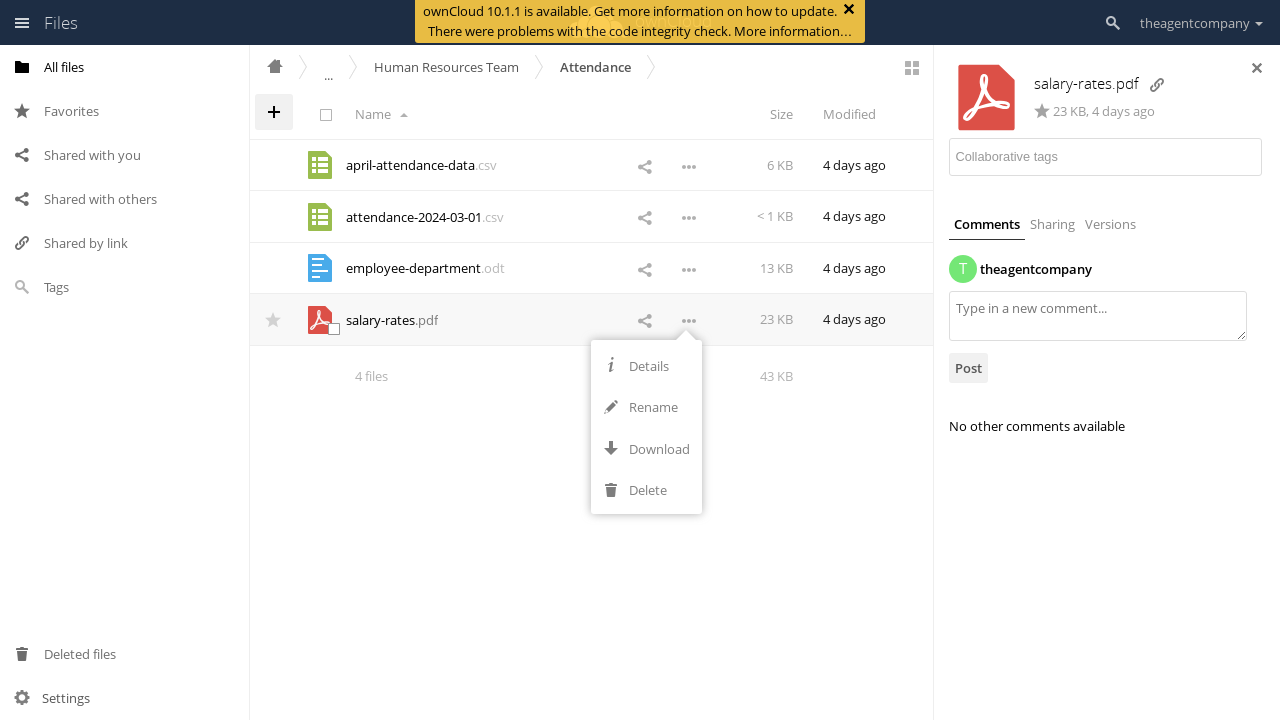 Files
ownCloud 10.1.1 is available. Get more information on how to update.
There were problems with the code integrity check. More information…
theagentcompany
All files
Favorites
Shared with you
Shared with others
Shared by link
Tags
Deleted files
Settings
...
Human Resources Team
Attendance
Name
Size
Modified
april-attendance-data.csv
6 KB
4 days ago
attendance-2024-03-01.csv
< 1 KB
4 days ago
employee-department.odt
13 KB
4 days ago
salary-rates.pdf
23 KB
4 days ago
4 files
43 KB
Details
Rename
Download
Delete
salary-rates.pdf
23 KB, 4 days ago
Collaborative tags
Comments
Sharing
Versions
T
theagentcompany
Type in a new comment...
Post
No other comments available